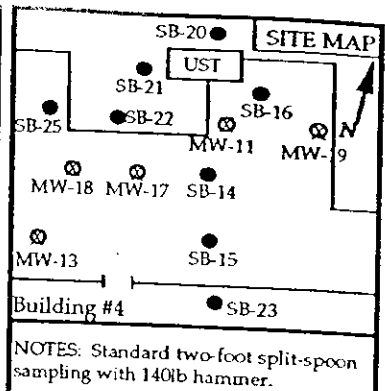 SITE MAP
SB-20
UST
SB-21
SB-16
SB-25
SB-22
MW-11
MW-19
N
MW-18
MW-17
SB-14
MW-13
SB-15
Building #4
SB-23
NOTES: Standard two-foot split-spoon
sampling with 140lb hammer.